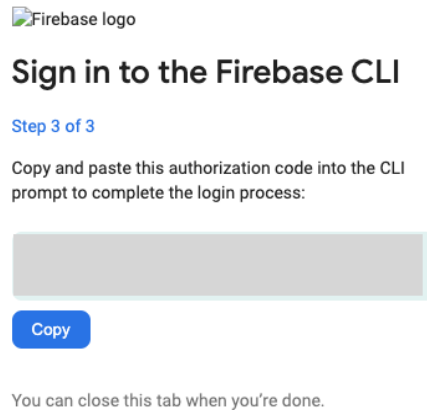 Firebase logo
Sign in to the Firebase CLI
Step 3 of 3
Copy and paste this authorization code into the CLI
prompt to complete the login process:
Copy
You can close this tab when you're done.